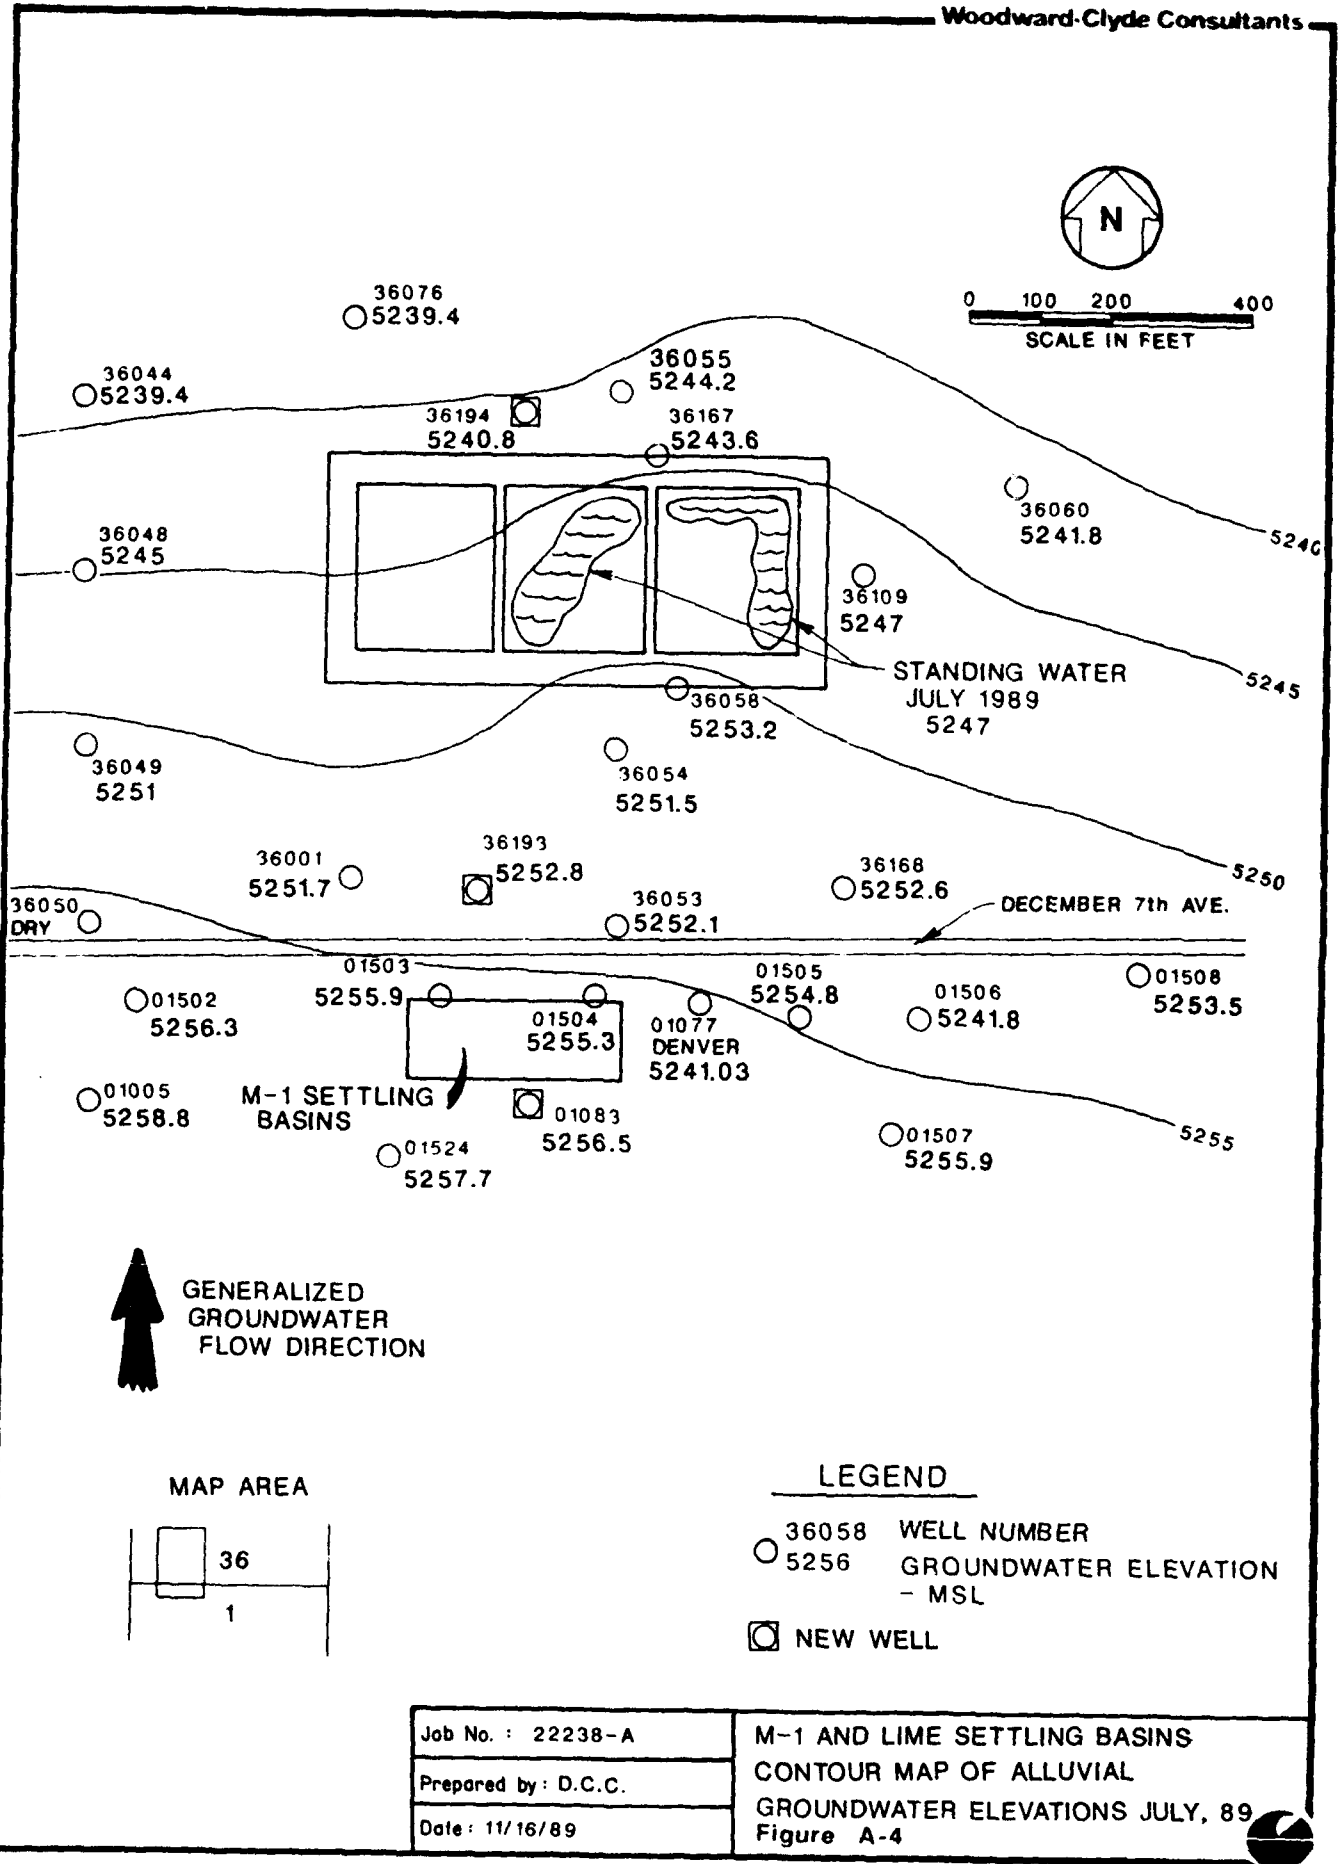 Woodward-Clyde Consultants
N
0 100 200 400
SCALE IN FEET
36076
5239.4
36044
5239.4
36055
5244.2
36194
5240.8
36167
5243.6
36060
5241.8
5240
36048
5245
36109
5247
STANDING WATER
JULY 1989
5247
5245
36058
5253.2
36049
5251
36054
5251.5
36193
5252.8
36001
5251.7
36168
5252.6
5250
36050
DRY
36053
5252.1
DECEMBER 7th AVE.
01503
5255.9
01505
5254.8
01508
5253.5
01502
5256.3
01504
5255.3
01077
DENVER
5241.03
01506
5241.8
01005
5258.8
M-1 SETTLING
BASINS
01083
5256.5
01524
5257.7
01507
5255.9
5255
GENERALIZED
GROUNDWATER
FLOW DIRECTION
MAP AREA
36
1
LEGEND
36058 WELL NUMBER
5256 GROUNDWATER ELEVATION
- MSL
NEW WELL
Job No. : 22238-A
Prepared by : D.C.C.
Date : 11/16/89
M-1 AND LIME SETTLING BASINS
CONTOUR MAP OF ALLUVIAL
GROUNDWATER ELEVATIONS JULY, 89
Figure A-4